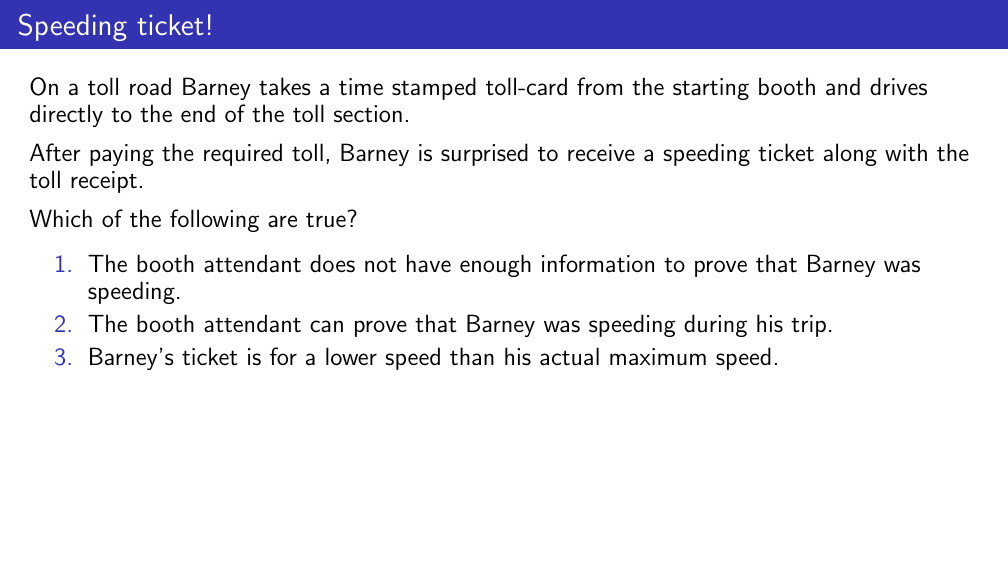 Speeding ticket!
On a toll road Barney takes a time stamped toll-card from the starting booth and drives
directly to the end of the toll section.
After paying the required toll, Barney is surprised to receive a speeding ticket along with the
toll receipt.
Which of the following are true?
1. The booth attendant does not have enough information to prove that Barney was
speeding.
2. The booth attendant can prove that Barney was speeding during his trip.
3. Barney's ticket is for a lower speed than his actual maximum speed.